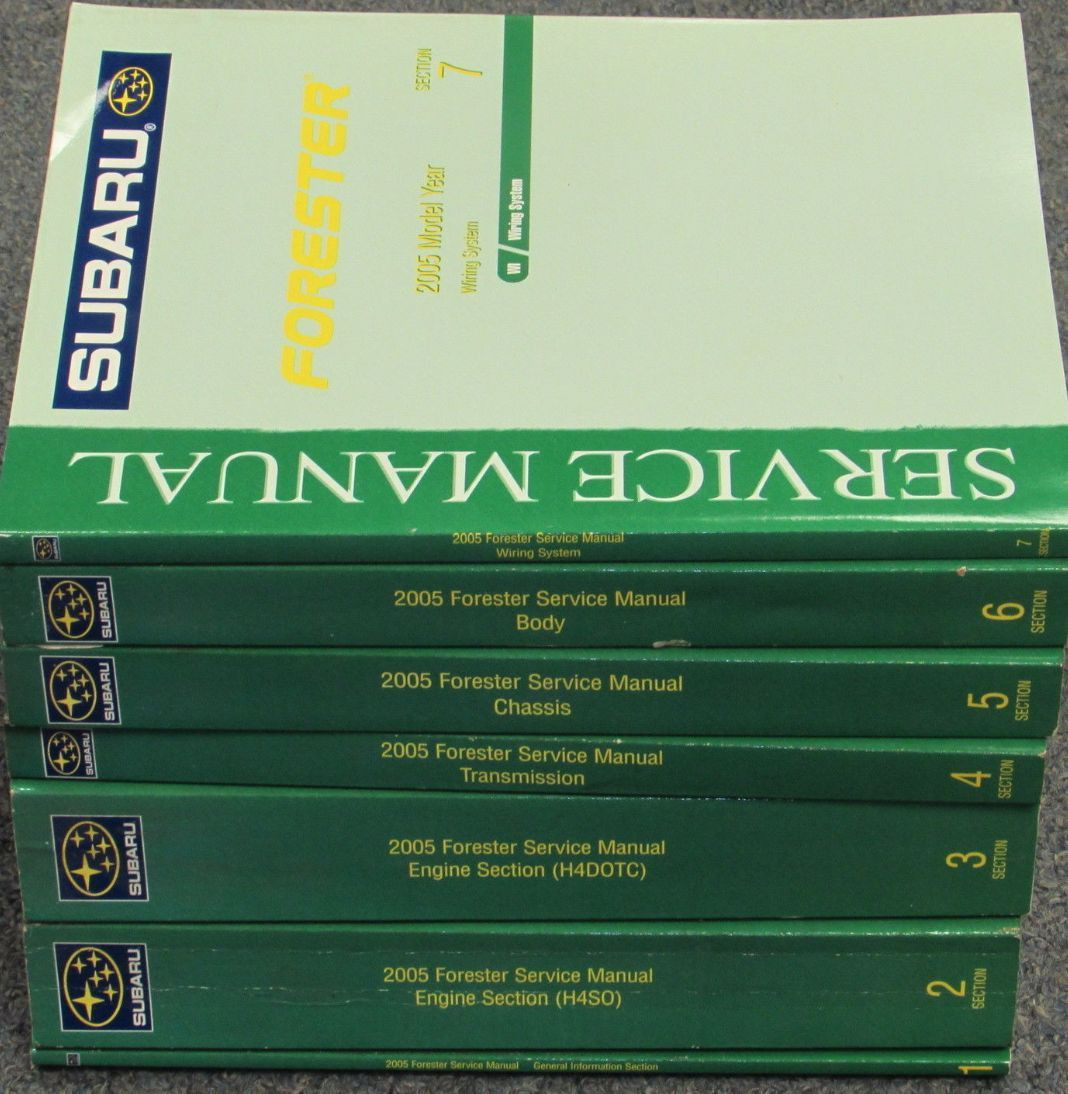 SUBARU®
FORESTER®
2005 Model Year
SECTION
7
Wiring System
WI / Wiring System
SERVICE MANUAL
2005 Forester Service Manual
Wiring System
7
SECTION
SUBARU
2005 Forester Service Manual
Body
6
SECTION
SUBARU
2005 Forester Service Manual
Chassis
5
SECTION
SUBARU
2005 Forester Service Manual
Transmission
4
SECTION
SUBARU
2005 Forester Service Manual
Engine Section (H4DOTC)
3
SECTION
SUBARU
2005 Forester Service Manual
Engine Section (H4SO)
2
SECTION
2005 Forester Service Manual General Information Section
1